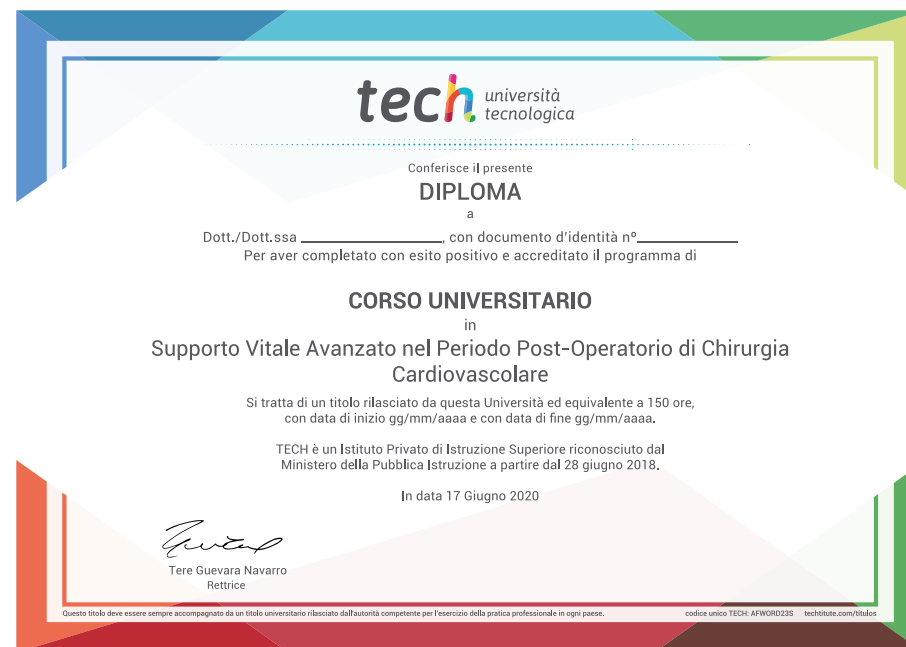 tech università
tecnologica
Conferisce il presente
DIPLOMA
a
Dott./Dott.ssa ____________________, con documento d'identità nº______________
Per aver completato con esito positivo e accreditato il programma di
CORSO UNIVERSITARIO
in
Supporto Vitale Avanzato nel Periodo Post-Operatorio di Chirurgia
Cardiovascolare
Si tratta di un titolo rilasciato da questa Università ed equivalente a 150 ore,
con data di inizio gg/mm/aaaa e con data di fine gg/mm/aaaa.
TECH è un Istituto Privato di Istruzione Superiore riconosciuto dal
Ministero della Pubblica Istruzione a partire dal 28 giugno 2018.
In data 17 Giugno 2020
Tere Guevara Navarro
Rettrice
Questo titolo deve essere sempre accompagnato da un titolo universitario rilasciato dall'autorità competente per l'esercizio della pratica professionale in ogni paese. codice unico TECH: AFWORD23S techtitute.com/titulos